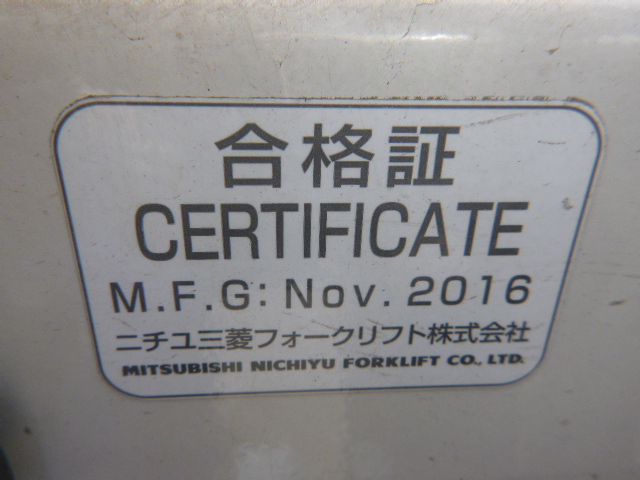 合格証
CERTIFICATE
M.F.G: Nov. 2016
ニチユ三菱フォークリフト株式会社
MITSUBISHI NICHIYU FORKLIFT CO., LTD.